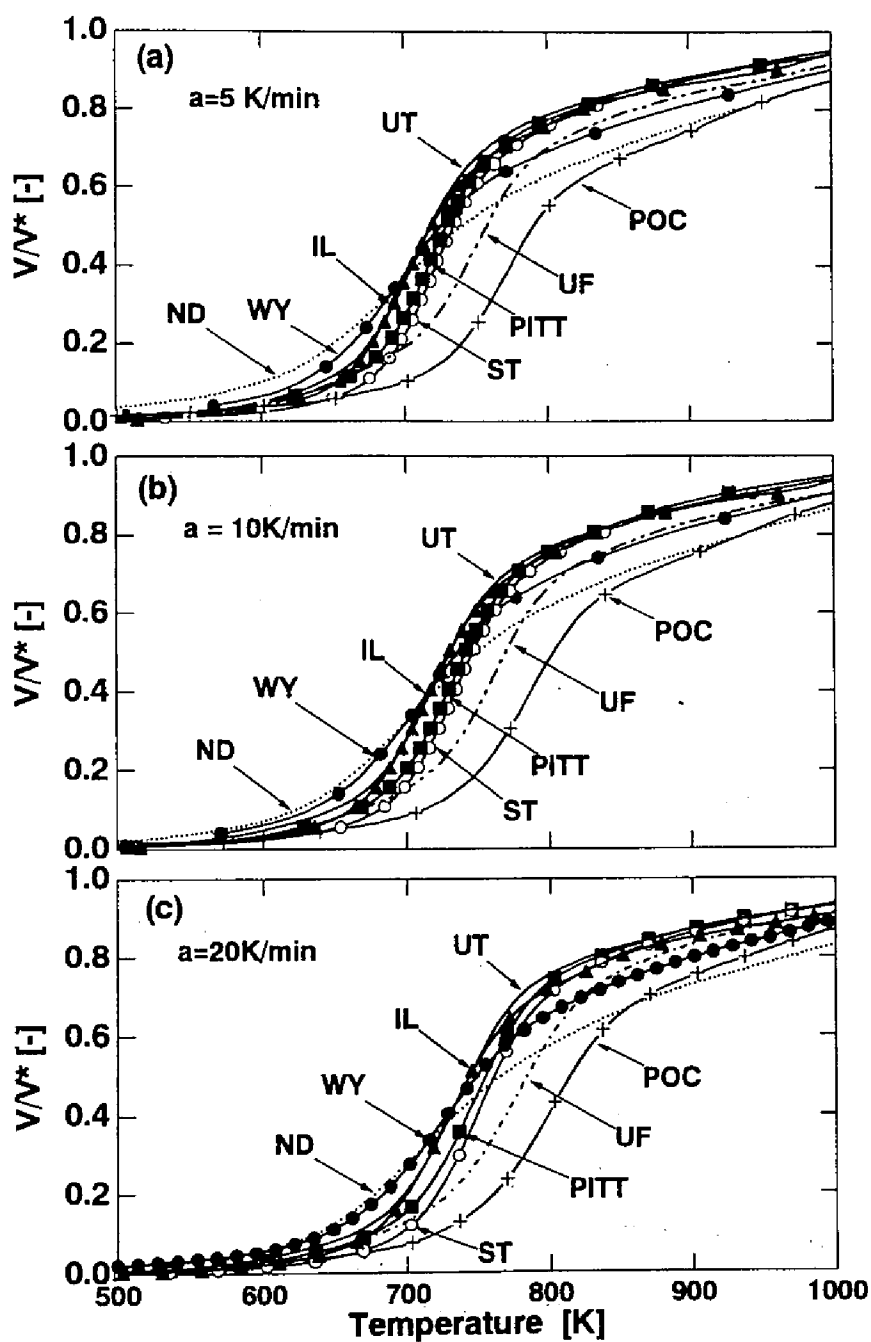 (a)
a=5 K/min
1.0
0.8
0.6
0.4
0.2
0.0
V/V* [-]
UT
IL
WY
ND
POC
UF
PITT
ST
(b)
a = 10K/min
1.0
0.8
0.6
0.4
0.2
0.0
V/V* [-]
UT
IL
WY
ND
POC
UF
PITT
ST
(c)
a=20K/min
1.0
0.8
0.6
0.4
0.2
0.0
V/V* [-]
UT
IL
WY
ND
POC
UF
PITT
ST
500 600 700 800 900 1000
Temperature [K]